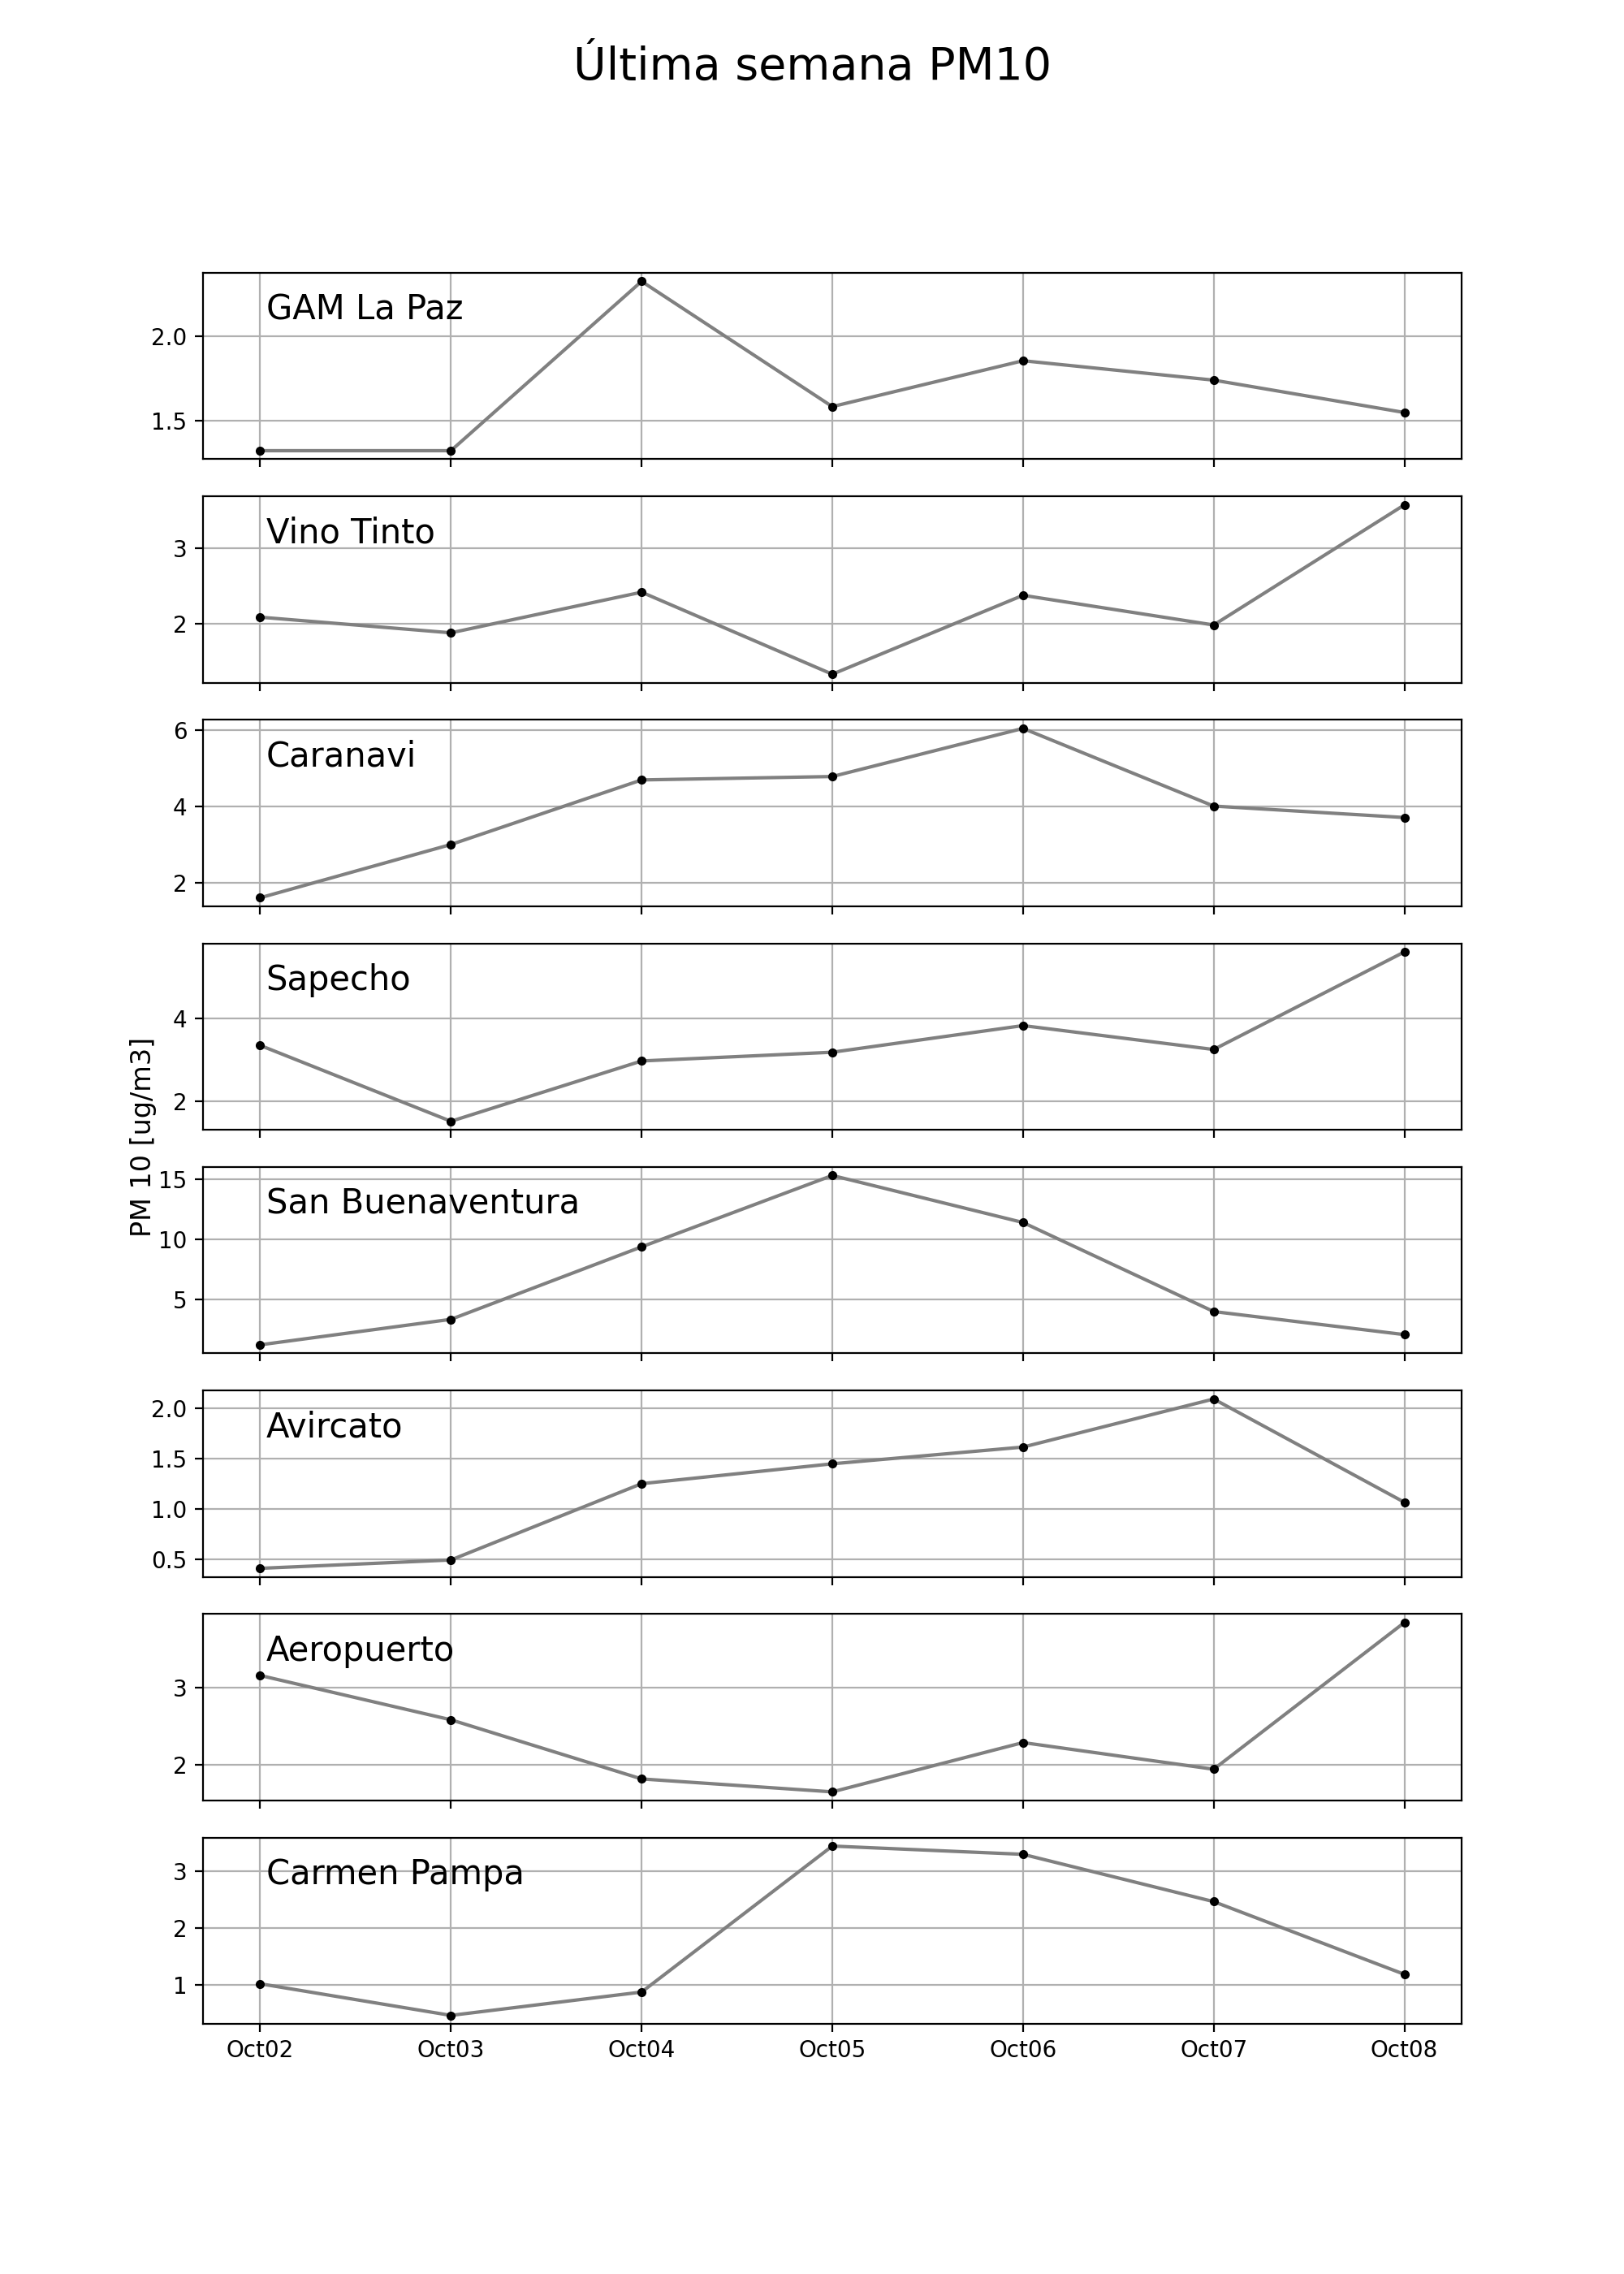 Última semana PM10
GAM La Paz
2.0
1.5
Vino Tinto
3
2
Caranavi
6
4
2
Sapecho
4
2
PM 10 [ug/m3]
San Buenaventura
15
10
5
Avircato
2.0
1.5
1.0
0.5
Aeropuerto
3
2
Carmen Pampa
3
2
1
Oct02 Oct03 Oct04 Oct05 Oct06 Oct07 Oct08